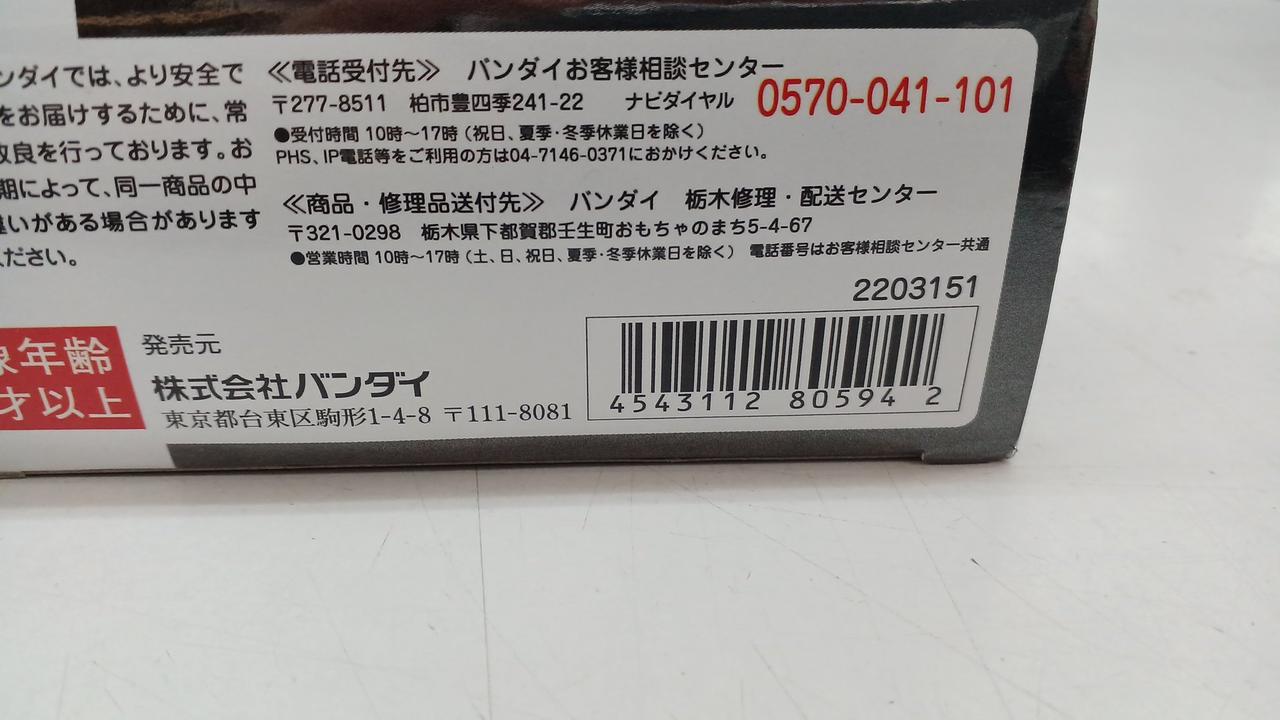 ンダイでは、より安全で
をお届けするために、常
改良を行っております。お
期によって、同一商品の中
違いがある場合があります
ください。
≪電話受付先≫ バンダイお客様相談センター
〒277-8511 柏市豊四季241-22 ナビダイヤル 0570-041-101
●受付時間 10時〜17時（祝日、夏季・冬季休業日を除く）
PHS、IP電話等をご利用の方は04-7146-0371におかけください。
≪商品・修理品送付先≫ バンダイ 栃木修理・配送センター
〒321-0298 栃木県下都賀郡壬生町おもちゃのまち5-4-67
●営業時間 10時〜17時（土、日、祝日、夏季・冬季休業日を除く） 電話番号はお客様相談センター共通
2203151
象年齢
才以上
発売元
株式会社バンダイ
東京都台東区駒形1-4-8 〒111-8081
4543112 80594 2